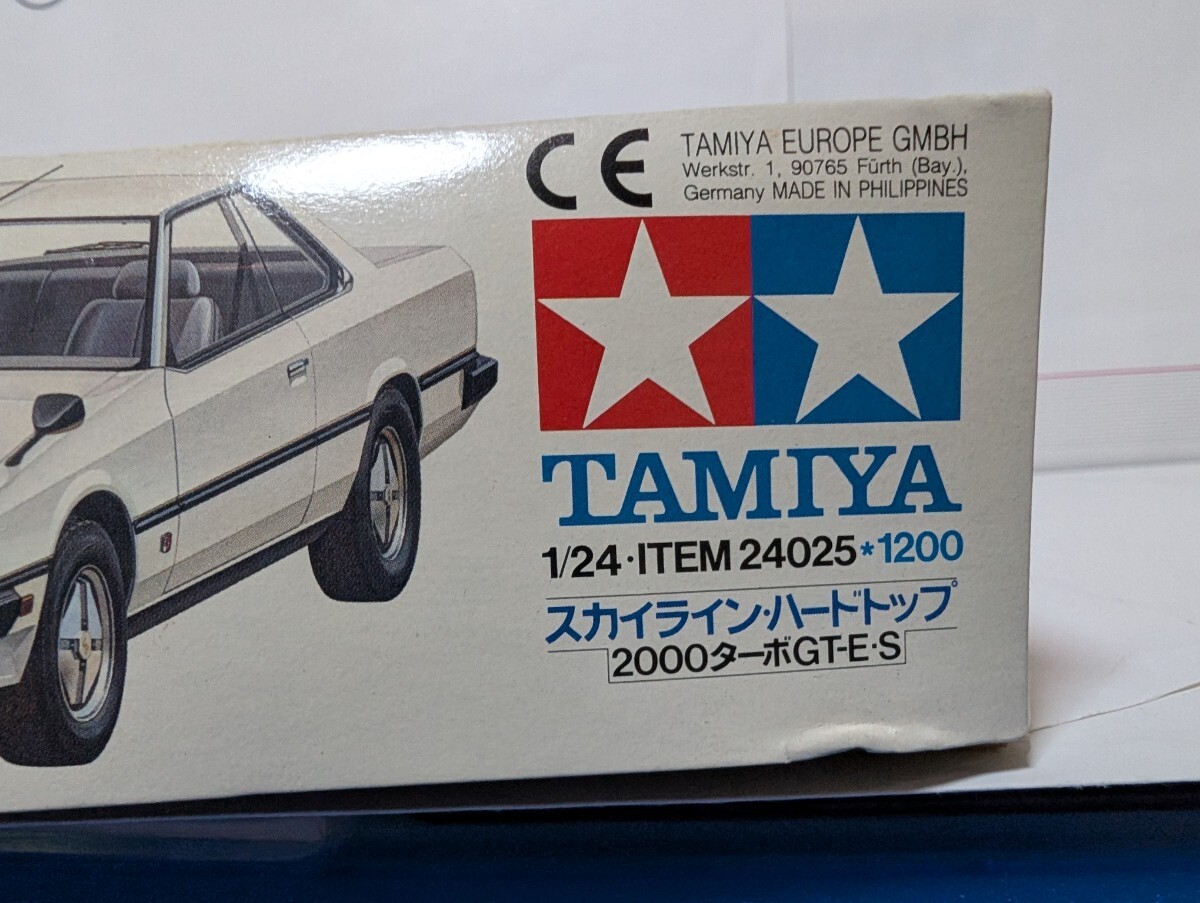 CE
TAMIYA EUROPE GMBH
Werkstr. 1, 90765 Fürth (Bay.),
Germany MADE IN PHILIPPINES
TAMIYA
1/24·ITEM 24025*1200
スカイライン・ハードトップ
2000ターボGT-E·S